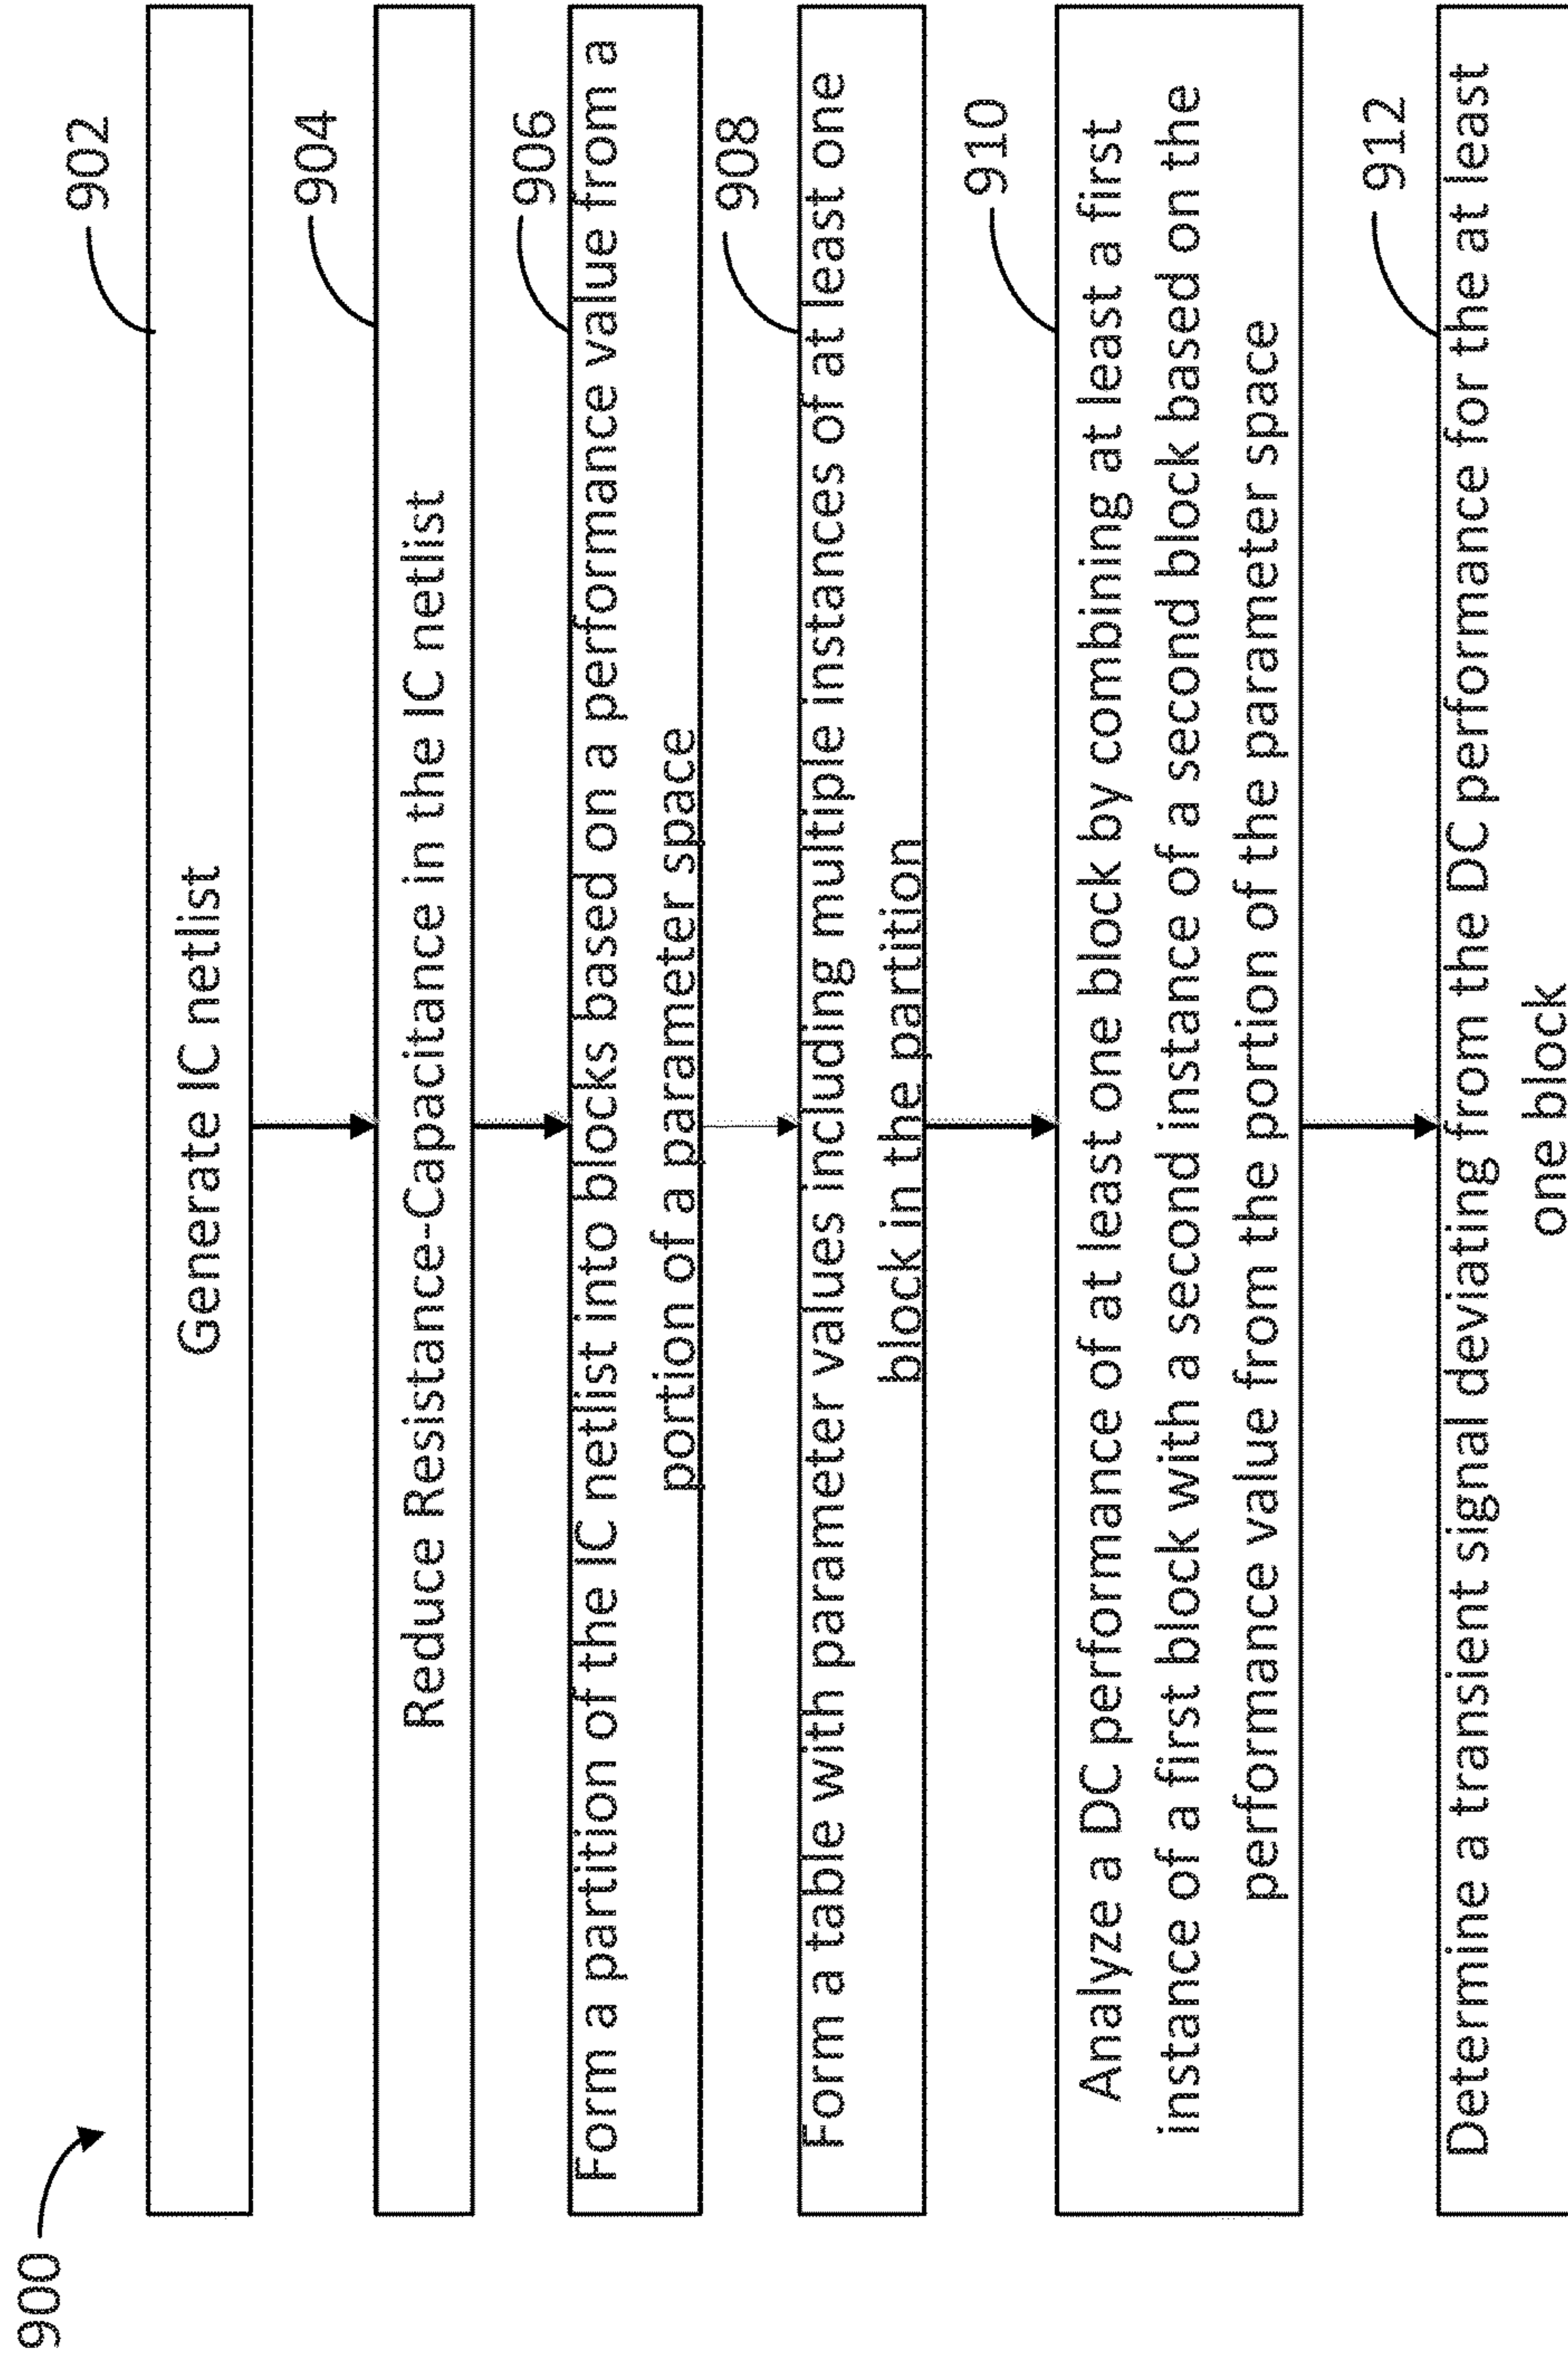 900
902
Generate IC netlist
904
Reduce Resistance-Capacitance in the IC netlist
906
Form a partition of the IC netlist into blocks based on a performance value from a
portion of a parameter space
908
Form a table with parameter values including multiple instances of at least one
block in the partition
910
Analyze a DC performance of at least one block by combining at least a first
instance of a first block with a second instance of a second block based on the
performance value from the portion of the parameter space
912
Determine a transient signal deviating from the DC performance for the at least
one block